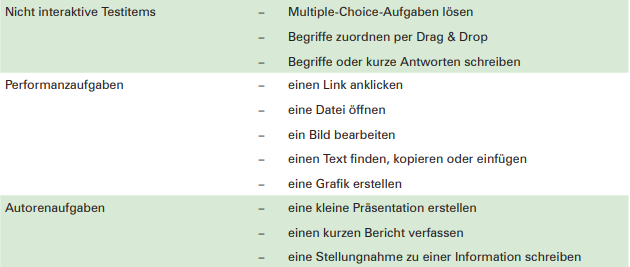 Nicht interaktive Testitems – Multiple-Choice-Aufgaben lösen
– Begriffe zuordnen per Drag & Drop
– Begriffe oder kurze Antworten schreiben
Performanzaufgaben – einen Link anklicken
– eine Datei öffnen
– ein Bild bearbeiten
– einen Text finden, kopieren oder einfügen
– eine Grafik erstellen
Autorenaufgaben – eine kleine Präsentation erstellen
– einen kurzen Bericht verfassen
– eine Stellungnahme zu einer Information schreiben